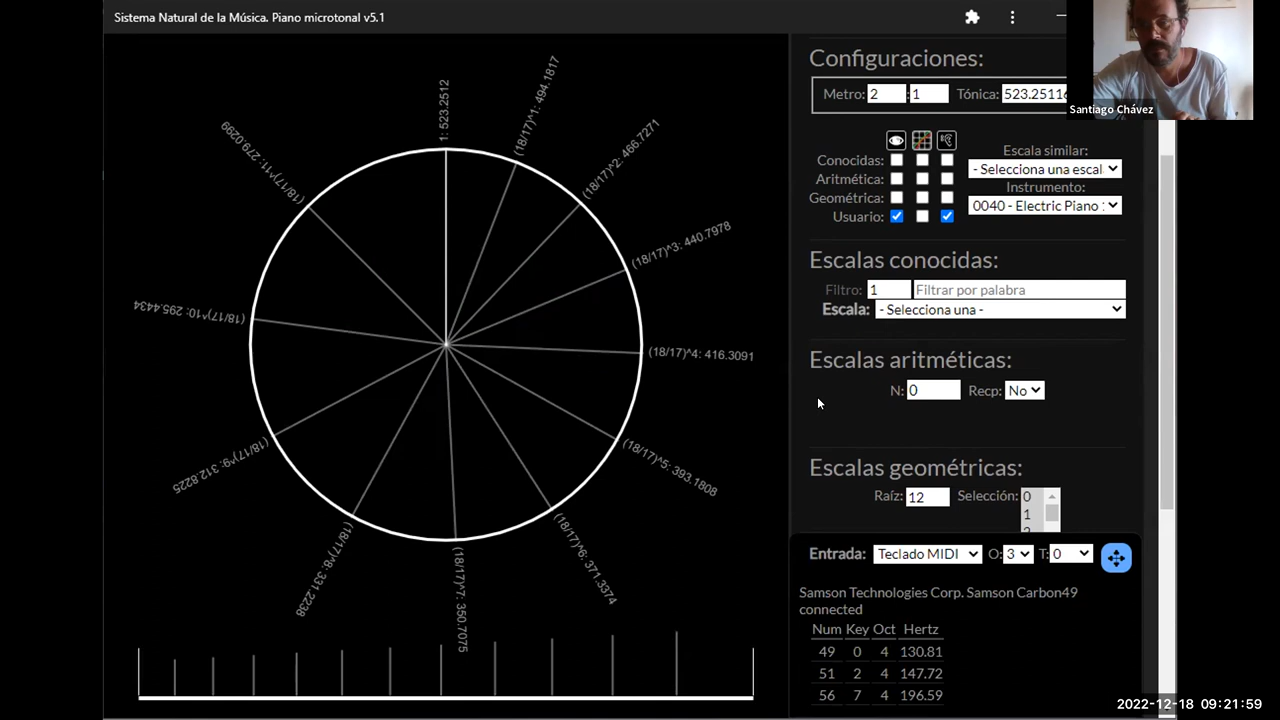 Sistema Natural de la Música. Piano microtonal v5.1
Santiago Chávez
Configuraciones:
Metro: 2 : 1 Tónica: 523.2511
Conocidas:
Aritmética:
Geométrica:
Usuario:
Escala similar:
- Selecciona una escal
Instrumento:
0040 - Electric Piano
Escalas conocidas:
Filtro: 1 Filtrar por palabra
Escala: - Selecciona una -
Escalas aritméticas:
N: 0 Recp: No
Escalas geométricas:
Raíz: 12 Selección: 0
1
Entrada: Teclado MIDI O: 3 T: 0
Samson Technologies Corp. Samson Carbon49
connected
Num Key Oct Hertz
49 0 4 130.81
51 2 4 147.72
56 7 4 196.59
1: 523.2512
(18/17)^1: 494.1817
(18/17)^2: 466.7271
(18/17)^3: 440.7978
(18/17)^4: 416.3091
(18/17)^5: 393.1808
(18/17)^6: 371.3374
(18/17)^7: 350.7075
(18/17)^8: 331.2238
(18/17)^9: 312.8225
(18/17)^10: 295.4434
(18/17)^11: 279.0299
2022-12-18 09:21:59